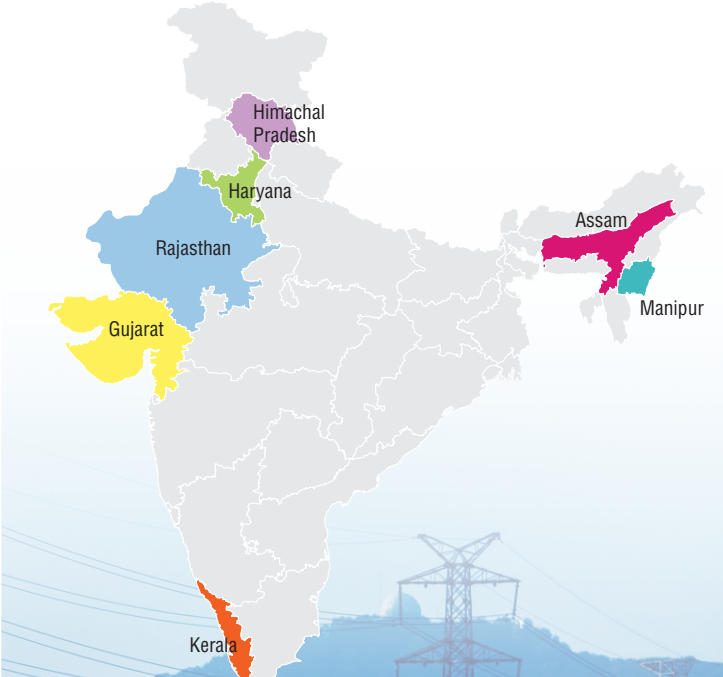 Himachal
Pradesh
Haryana
Assam
Rajasthan
Manipur
Gujarat
Kerala